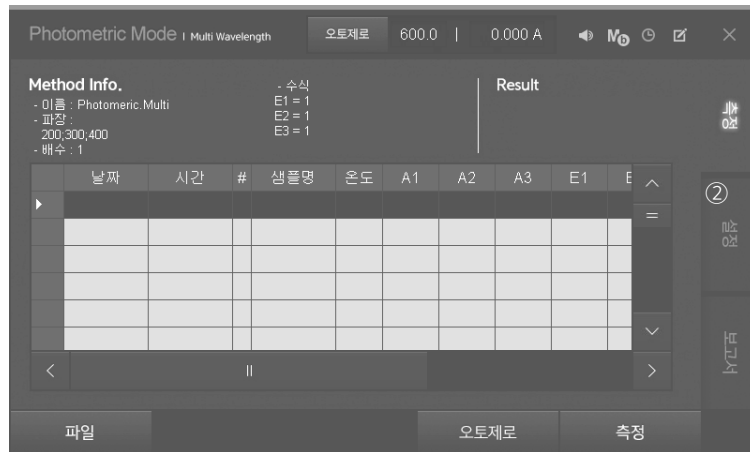 Photometric Mode I Multi Wavelength 오토제로 600.0 | 0.000 A
Method Info.
- 이름 : Photomeric.Multi
- 파장 :
200;300;400
- 배수 : 1
- 수식
E1 = 1
E2 = 1
E3 = 1
Result
측정
② 설정
보고서
날짜 시간 # 샘플명 온도 A1 A2 A3 E1
파일 오토제로 측정